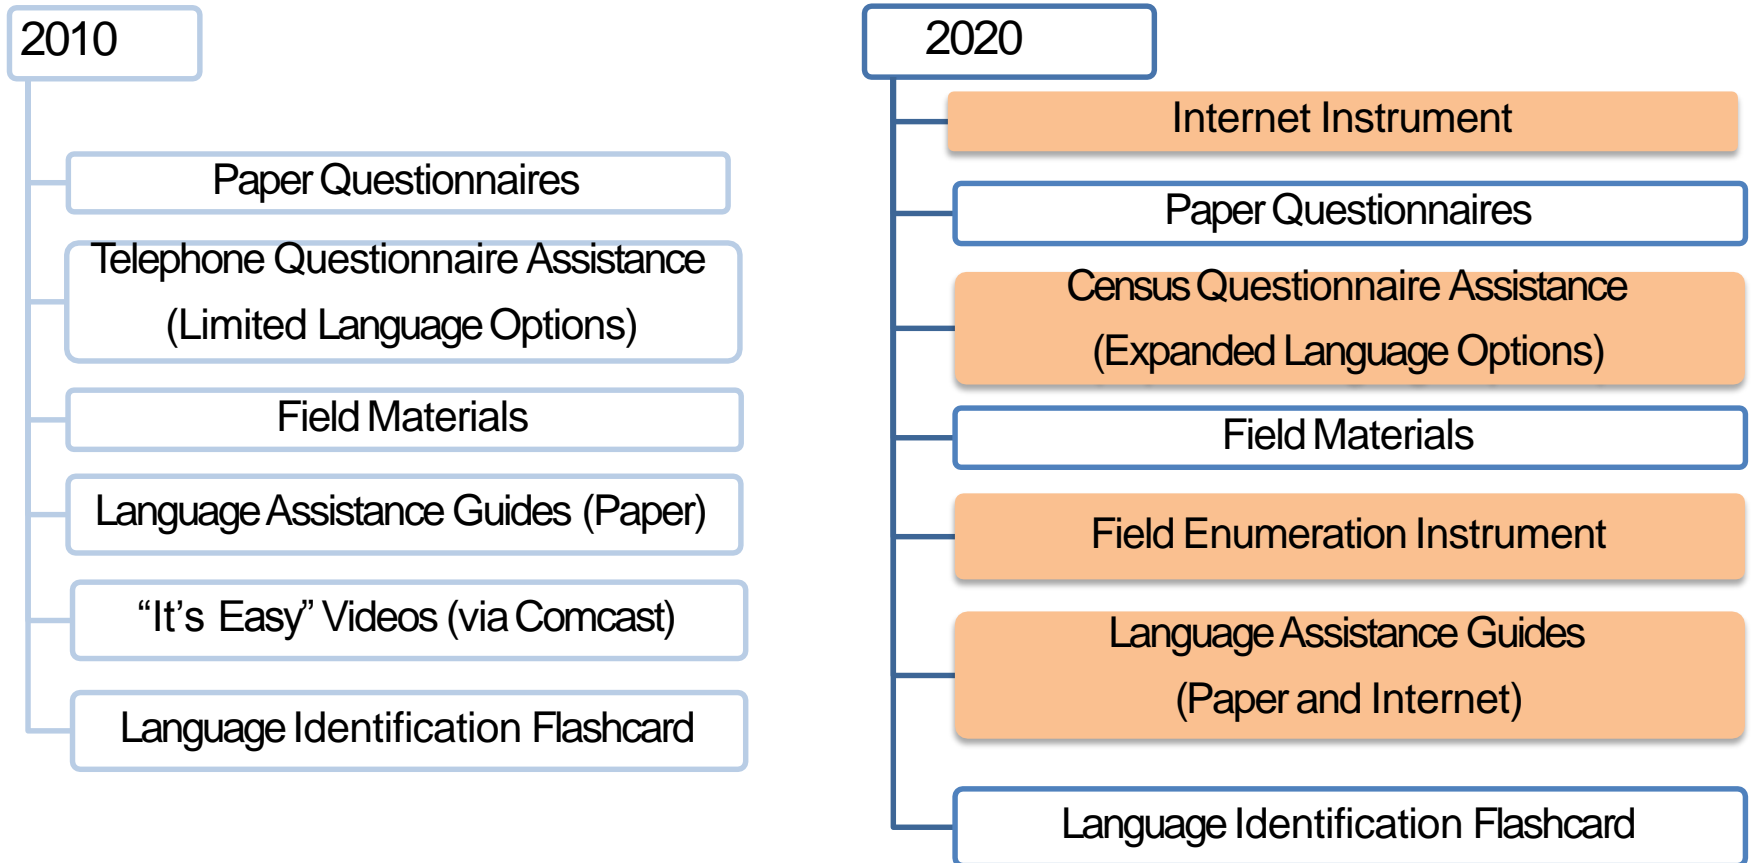 2010
Paper Questionnaires
Telephone Questionnaire Assistance
(Limited Language Options)
Field Materials
Language Assistance Guides (Paper)
“It’s Easy” Videos (via Comcast)
Language Identification Flashcard
2020
Internet Instrument
Paper Questionnaires
Census Questionnaire Assistance
(Expanded Language Options)
Field Materials
Field Enumeration Instrument
Language Assistance Guides
(Paper and Internet)
Language Identification Flashcard